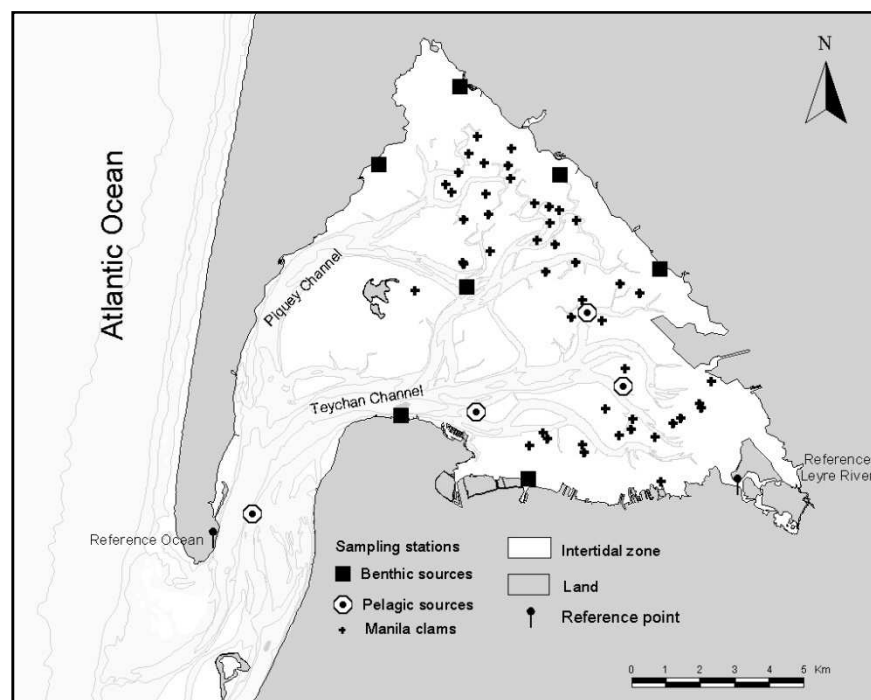 N
Atlantic Ocean
Piquey Channel
Teychan Channel
Reference
Leyre River
Reference Ocean
Sampling stations
Benthic sources
Pelagic sources
Manila clams
Intertidal zone
Land
Reference point
0 1 2 3 4 5 Km